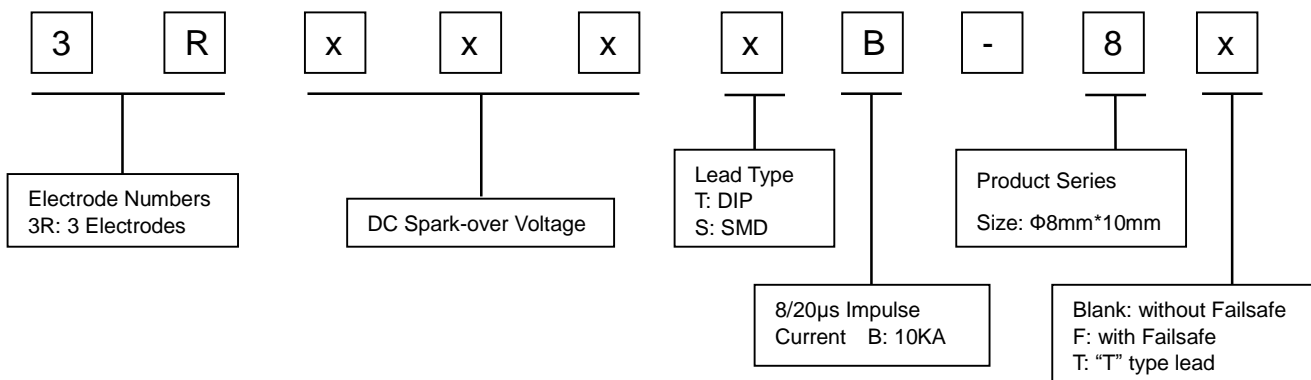 3 R x x x x B - 8 x
Electrode Numbers
3R: 3 Electrodes
DC Spark-over Voltage
Lead Type
T: DIP
S: SMD
Product Series
Size: Φ8mm*10mm
8/20μs Impulse
Current B: 10KA
Blank: without Failsafe
F: with Failsafe
T: “T” type lead